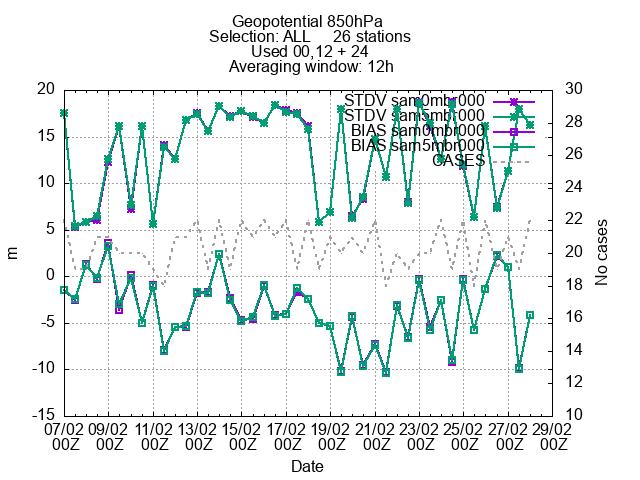 Geopotential 850hPa
Selection: ALL 26 stations
Used 00,12 + 24
Averaging window: 12h
20 30
STDV sam0mbr000
STDV sam5mbr000
BIAS sam0mbr000
BIAS sam5mbr000
CASES
15 28
10 26
5 24
0 22
-5 20
-10 18
-15 16
14
12
10
m
No cases
07/02 09/02 11/02 13/02 15/02 17/02 19/02 21/02 23/02 25/02 27/02 29/02
00Z 00Z 00Z 00Z 00Z 00Z 00Z 00Z 00Z 00Z 00Z 00Z
Date